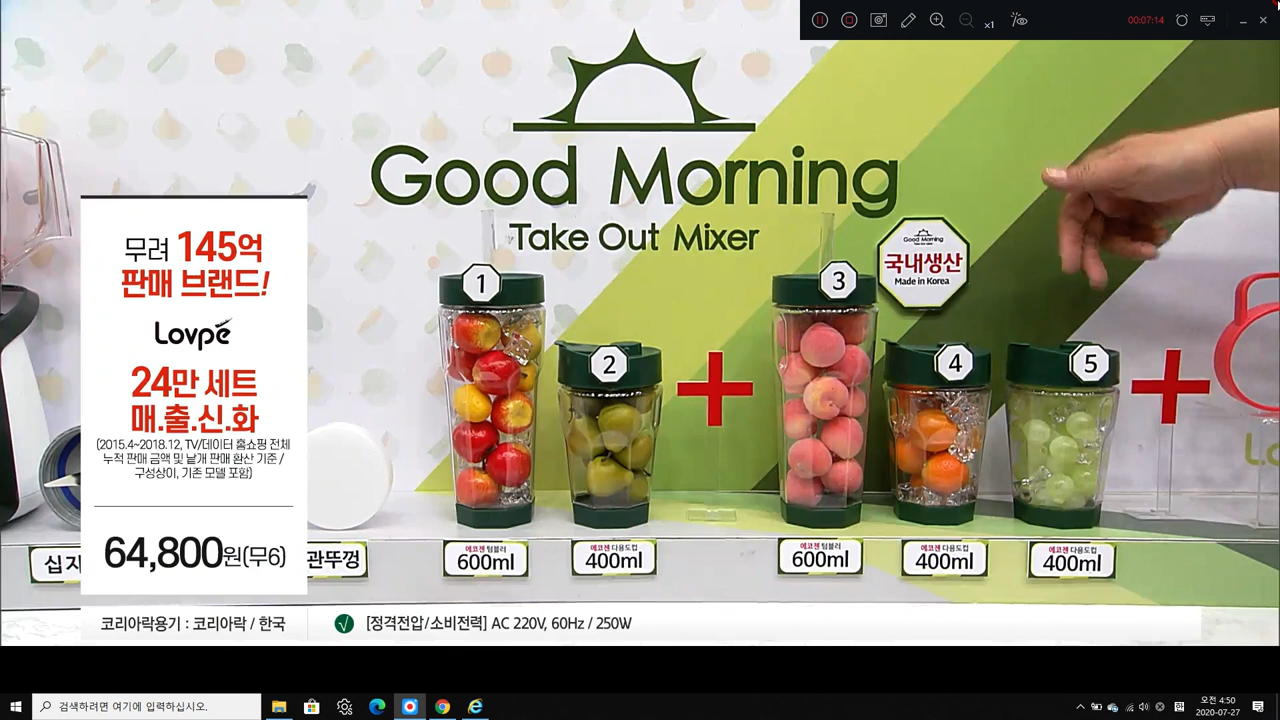 00:07:14
x1
Good Morning
Take Out Mixer
Good Morning
국내생산
Made in Korea
무려 145억
판매 브랜드!
Lovpé
24만 세트
매.출.신.화
(2015.4~2018.12, TV/데이터 홈쇼핑 전체
누적 판매 금액 및 낱개 판매 환산 기준 /
구성상이, 기존 모델 포함)
64,800원(무6)
1
2
3
4
5
십자
관뚜껑
에코젠 텀블러
600ml
에코젠 다용도컵
400ml
에코젠 텀블러
600ml
에코젠 다용도컵
400ml
에코젠 다용도컵
400ml
코리아락용기 : 코리아락 / 한국
[정격전압/소비전력] AC 220V, 60Hz / 250W
검색하려면 여기에 입력하십시오.
오전 4:50
2020-07-27